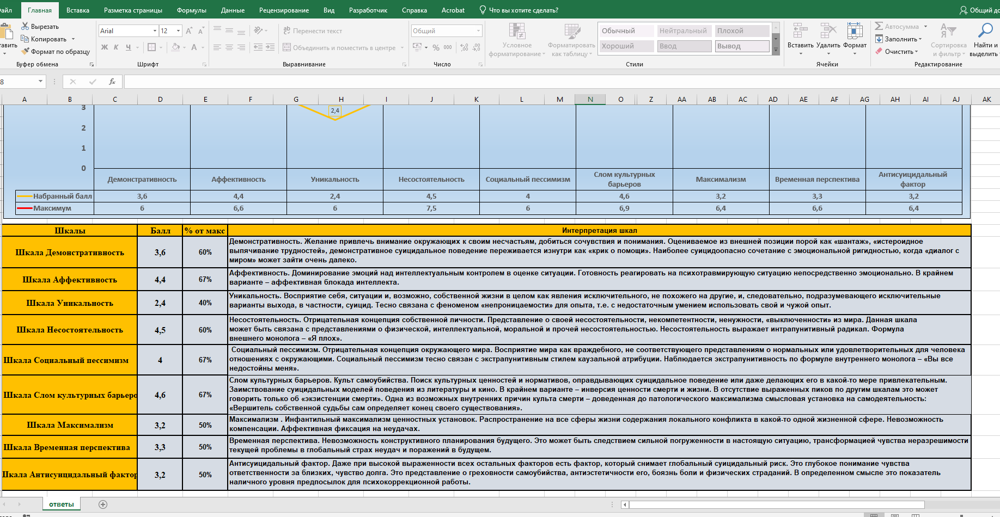 Главная Вставка Разметка страницы Формулы Данные Рецензирование Вид Разработчик Справка Acrobat Что вы хотите сделать?
Вырезать
Копировать
Формат по образцу
Буфер обмена
Arial 12
Ж К Ч
Шрифт
Перенести текст
Объединить и поместить в центре
Выравнивание
Общий
% 000
Число
Условное форматирование
Форматировать как таблицу
Обычный Нейтральный Плохой
Хороший Ввод Вывод
Стили
Вставить Удалить Формат
Ячейки
Автосумма
Заполнить
Очистить
Сортировка и фильтр
Найти и выделить
Редактирование
8 fx
A B C D E F G H I J K L M N O Z AA AB AC AD AE AF AG AH AI AJ AK
3
2,4
2
1
0
Демонстративность Аффективность Уникальность Несостоятельность Социальный пессимизм Слом культурных барьеров Максимализм Временная перспектива Антисуицидальный фактор
Набранный балл 3,6 4,4 2,4 4,5 4 4,6 3,2 3,3 3,2
Максимум 6 6,6 6 7,5 6 6,9 6,4 6,6 6,4
Шкалы Балл % от макс Интерпретация шкал
Шкала Демонстративность 3,6 60%
Демонстративность. Желание привлечь внимание окружающих к своим несчастьям, добиться сочувствия и понимания. Оцениваемое из внешней позиции порой как «шантаж», «истероидное
выпячивание трудностей», демонстративное суицидальное поведение переживается изнутри как «крик о помощи». Наиболее суицидоопасно сочетание с эмоциональной ригидностью, когда «диалог с
миром» может зайти очень далеко.
Шкала Аффективность 4,4 67%
Аффективность. Доминирование эмоций над интеллектуальным контролем в оценке ситуации. Готовность реагировать на психотравмирующую ситуацию непосредственно эмоционально. В крайнем
варианте – аффективная блокада интеллекта.
Шкала Уникальность 2,4 40%
Уникальность. Восприятие себя, ситуации и, возможно, собственной жизни в целом как явления исключительного, не похожего на другие, и, следовательно, подразумевающего исключительные
варианты выхода, в частности, суицид. Тесно связана с феноменом «непроницаемости» для опыта, т.е. с недостаточным умением использовать свой и чужой опыт.
Шкала Несостоятельность 4,5 60%
Несостоятельность. Отрицательная концепция собственной личности. Представление о своей несостоятельности, некомпетентности, ненужности, «выключенности» из мира. Данная шкала
может быть связана с представлениями о физической, интеллектуальной, моральной и прочей несостоятельностью. Несостоятельность выражает интрапунитивный радикал. Формула
внешнего монолога – «Я плох».
Шкала Социальный пессимизм 4 67%
Социальный пессимизм. Отрицательная концепция окружающего мира. Восприятие мира как враждебного, не соответствующего представлениям о нормальных или удовлетворительных для человека
отношениях с окружающими. Социальный пессимизм тесно связан с экстрапунитивным стилем каузальной атрибуции. Наблюдается экстрапунитивность по формуле внутреннего монолога – «Вы все
недостойны меня».
Шкала Слом культурных барьеро 4,6 67%
Слом культурных барьеров. Культ самоубийства. Поиск культурных ценностей и нормативов, оправдывающих суицидальное поведение или даже делающих его в какой-то мере привлекательным.
Заимствование суицидальных моделей поведения из литературы и кино. В крайнем варианте – инверсия ценности смерти и жизни. В отсутствие выраженных пиков по другим шкалам это может
говорить только об «экзистенции смерти». Одна из возможных внутренних причин культа смерти – доведенная до патологического максимализма смысловая установка на самодеятельность:
«Вершитель собственной судьбы сам определяет конец своего существования».
Шкала Максимализм 3,2 50%
Максимализм . Инфантильный максимализм ценностных установок. Распространение на все сферы жизни содержания локального конфликта в какой-то одной жизненной сфере. Невозможность
компенсации. Аффективная фиксация на неудачах.
Шкала Временная перспектива 3,3 50%
Временная перспектива. Невозможность конструктивного планирования будущего. Это может быть следствием сильной погруженности в настоящую ситуацию, трансформацией чувства неразрешимости
текущей проблемы в глобальный страх неудач и поражений в будущем.
Шкала Антисуицидальный фактор 3,2 50%
Антисуицидальный фактор. Даже при высокой выраженности всех остальных факторов есть фактор, который снимает глобальный суицидальный риск. Это глубокое понимание чувства
ответственности за близких, чувство долга. Это представление о греховности самоубийства, антиэстетичности его, боязнь боли и физических страданий. В определенном смысле это показатель
наличного уровня предпосылок для психокоррекционной работы.
ответы